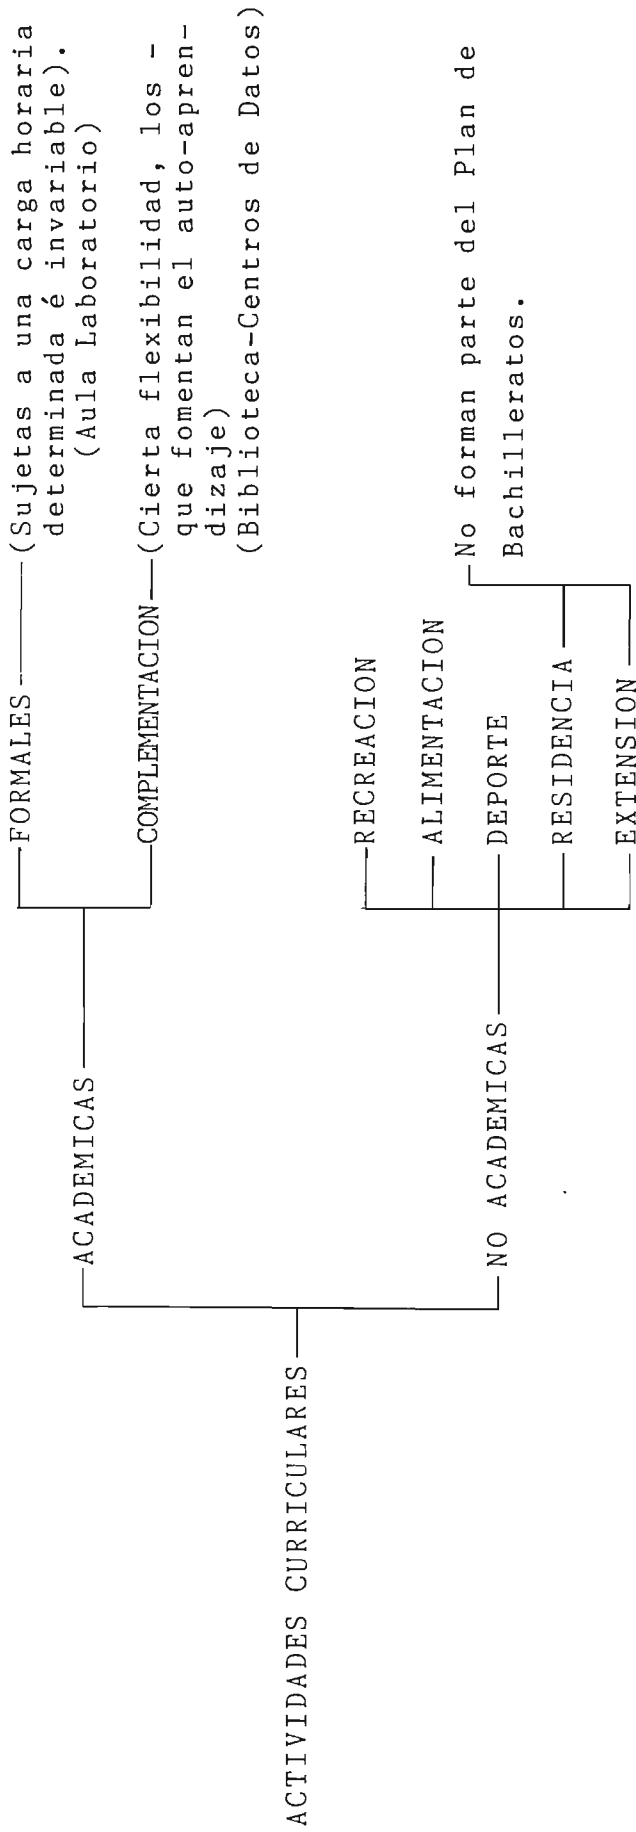 ACTIVIDADES CURRICULARES
ACADEMICAS
FORMALES
(Sujetas a una carga horaria
determinada é invariable).
(Aula Laboratorio)
COMPLEMENTACION
(Cierta flexibilidad, los -
que fomentan el auto-apren-
dizaje)
(Biblioteca-Centros de Datos)
NO ACADEMICAS
RECREACION
ALIMENTACION
DEPORTE
RESIDENCIA
EXTENSION
No forman parte del Plan de
Bachilleratos.